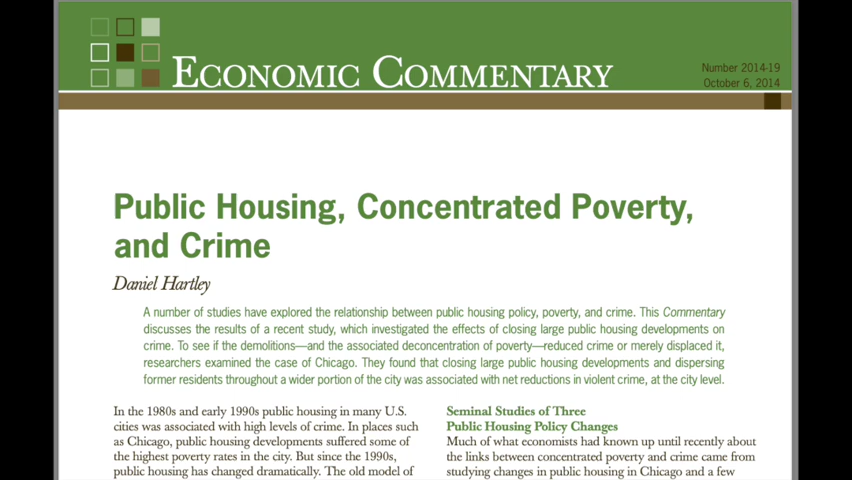 ECONOMIC COMMENTARY
Number 2014-19
October 6, 2014
Public Housing, Concentrated Poverty,
and Crime
Daniel Hartley
A number of studies have explored the relationship between public housing policy, poverty, and crime. This Commentary
discusses the results of a recent study, which investigated the effects of closing large public housing developments on
crime. To see if the demolitions—and the associated deconcentration of poverty—reduced crime or merely displaced it,
researchers examined the case of Chicago. They found that closing large public housing developments and dispersing
former residents throughout a wider portion of the city was associated with net reductions in violent crime, at the city level.
In the 1980s and early 1990s public housing in many U.S.
cities was associated with high levels of crime. In places such
as Chicago, public housing developments suffered some of
the highest poverty rates in the city. But since the 1990s,
public housing has changed dramatically. The old model of
Seminal Studies of Three
Public Housing Policy Changes
Much of what economists had known up until recently about
the links between concentrated poverty and crime came from
studying changes in public housing in Chicago and a few